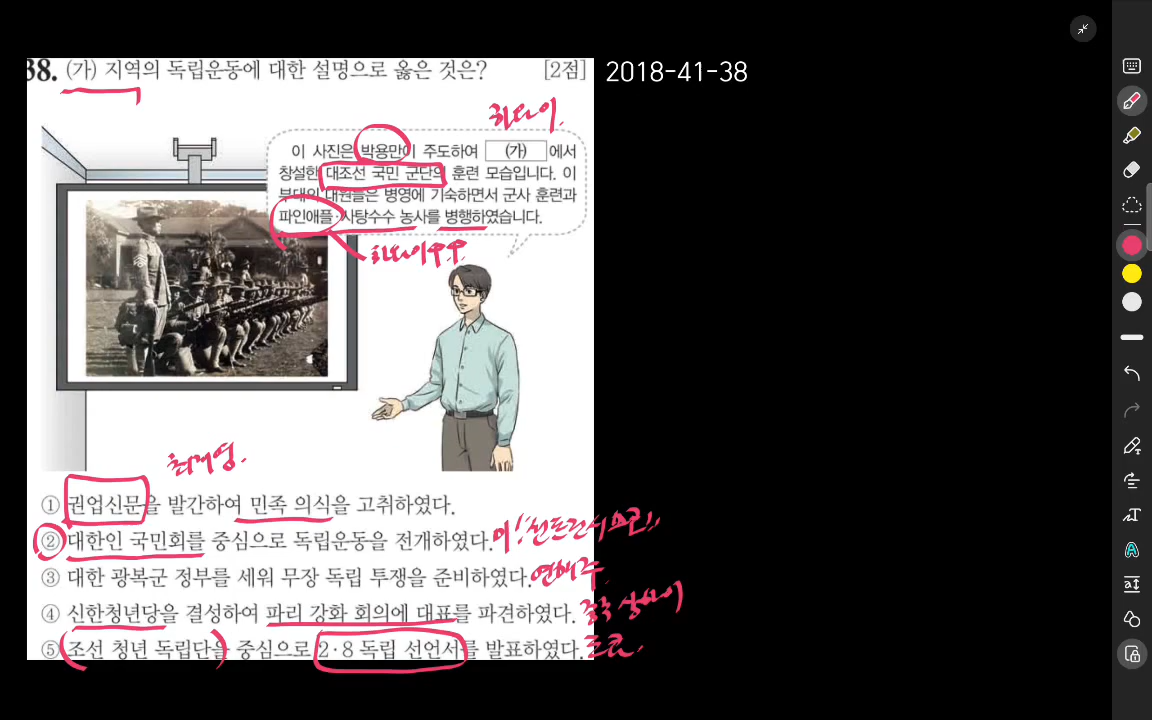 38. (가) 지역의 독립운동에 대한 설명으로 옳은 것은? [2점]
2018-41-38
하와이.
이 사진은 박용만이 주도하여 (가) 에서
창설한 대조선 국민 군단의 훈련 모습입니다. 이
부대의 대원들은 병영에 기숙하면서 군사 훈련과
파인애플·사탕수수 농사를 병행하였습니다.
① 권업신문을 발간하여 민족 의식을 고취하였다.
② 대한인 국민회를 중심으로 독립운동을 전개하였다.
③ 대한 광복군 정부를 세워 무장 독립 투쟁을 준비하였다.
연해주.
④ 신한청년당을 결성하여 파리 강화 회의에 대표를 파견하였다.
중국 상하이
⑤ 조선 청년 독립단을 중심으로 2·8 독립 선언서를 발표하였다.
도쿄.